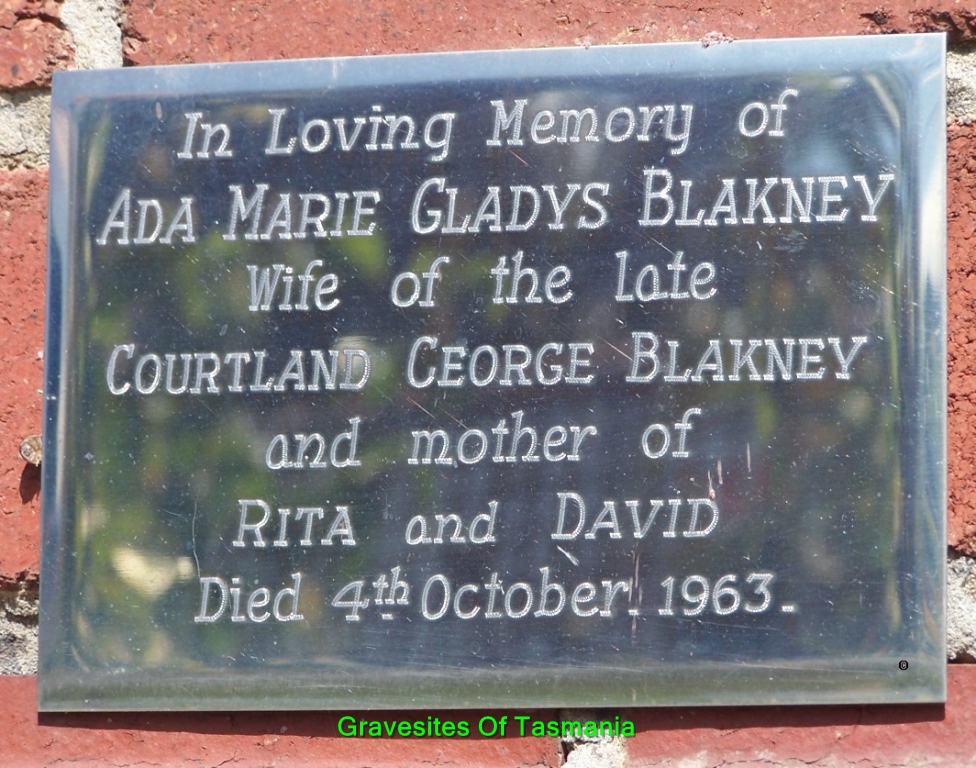 In Loving Memory of
ADA MARIE GLADYS BLAKNEY
Wife of the late
COURTLAND GEORGE BLAKNEY
and mother of
RITA and DAVID
Died 4th October. 1963.
Gravesites Of Tasmania